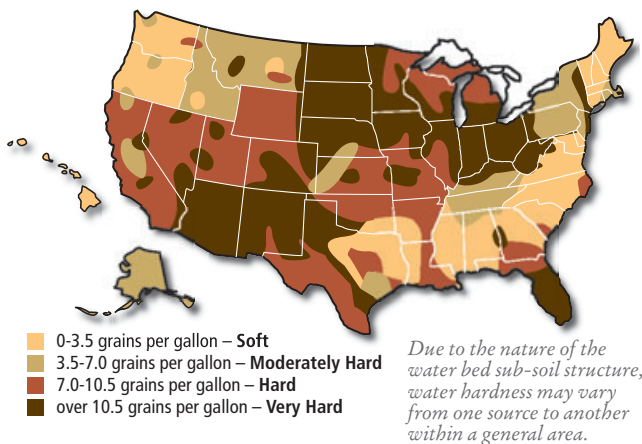 0-3.5 grains per gallon – Soft
3.5-7.0 grains per gallon – Moderately Hard
7.0-10.5 grains per gallon – Hard
over 10.5 grains per gallon – Very Hard
Due to the nature of the
water bed sub-soil structure,
water hardness may vary
from one source to another
within a general area.